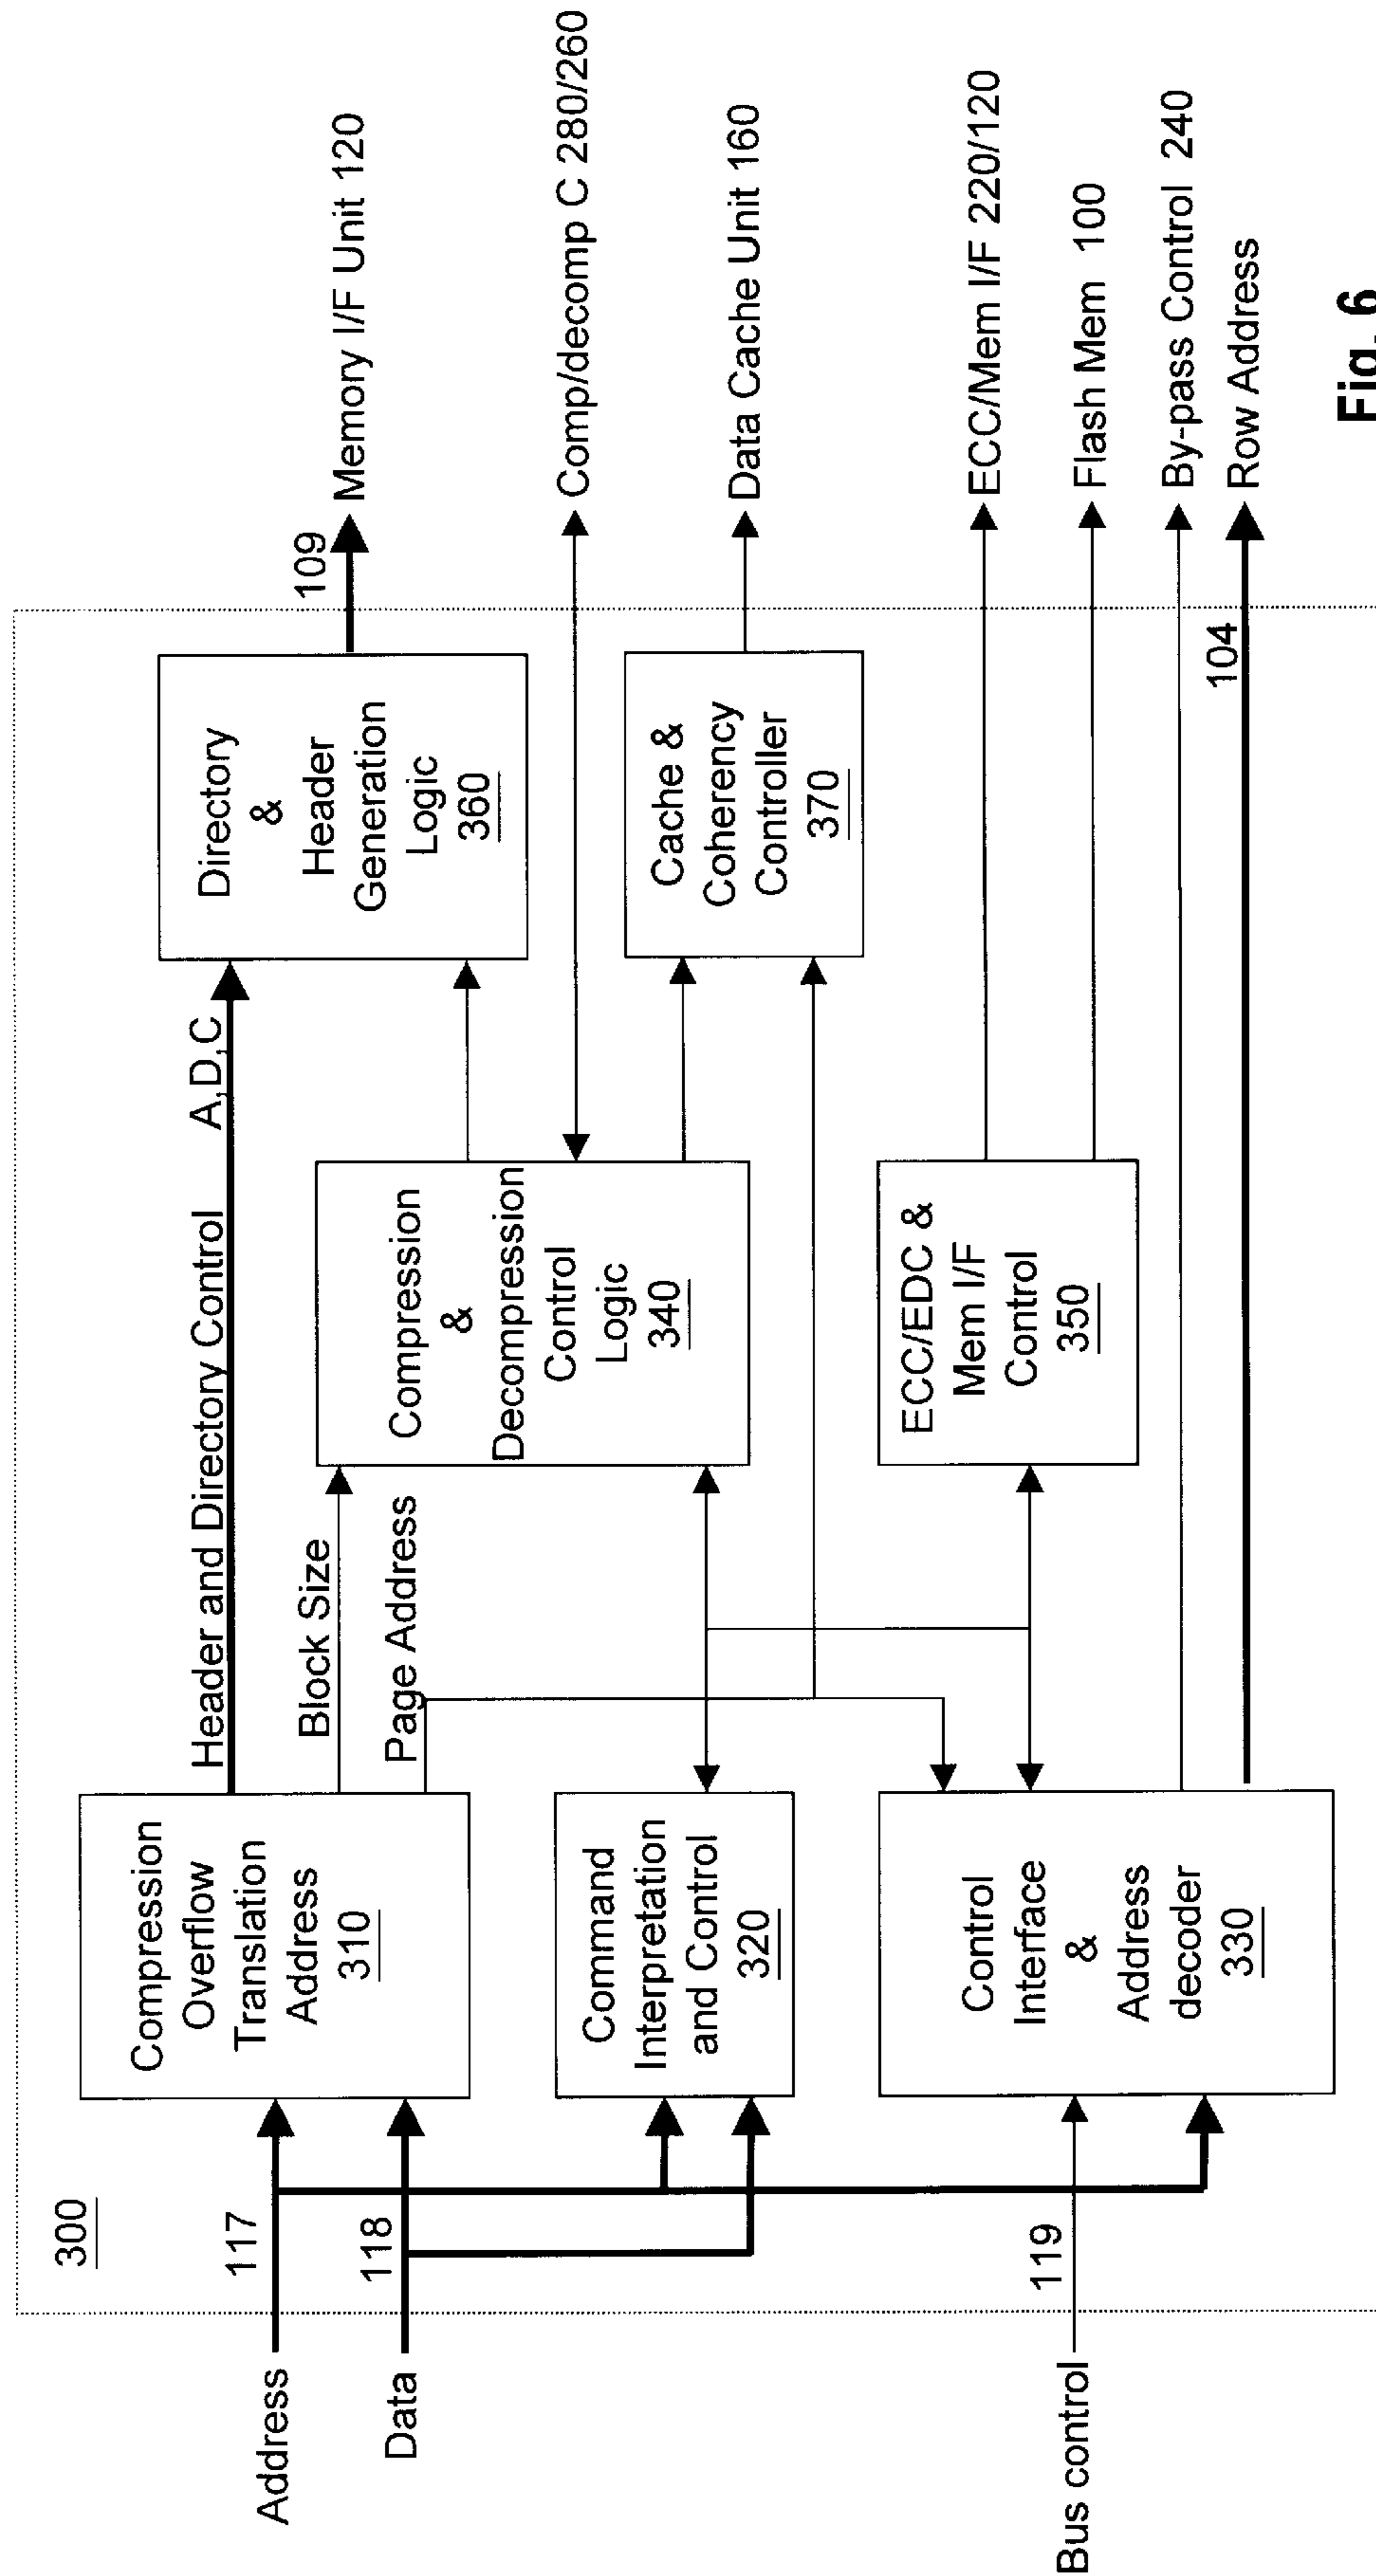 300
Address
117
Data
118
Bus control
119
Compression
Overflow
Translation
Address
310
Command
Interpretation
and Control
320
Control
Interface
&
Address
decoder
330
Header and Directory Control
A,D,C
Block Size
Page Address
Compression
&
Decompression
Control
Logic
340
ECC/EDC &
Mem I/F
Control
350
Directory
&
Header
Generation
Logic
360
Cache &
Coherency
Controller
370
109
104
Memory I/F Unit 120
Comp/decomp C 280/260
Data Cache Unit 160
ECC/Mem I/F 220/120
Flash Mem 100
By-pass Control 240
Row Address
Fig. 6